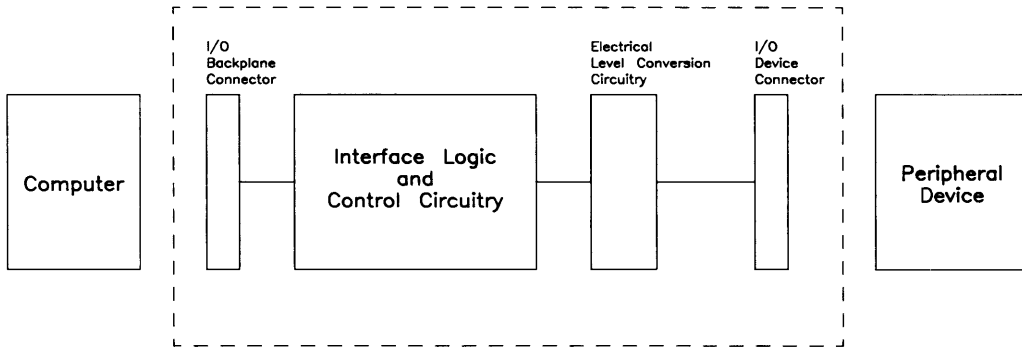 I/O
Backplane
Connector
Electrical
Level Conversion
Circuitry
I/O
Device
Connector
Computer
Interface Logic
and
Control Circuitry
Peripheral
Device